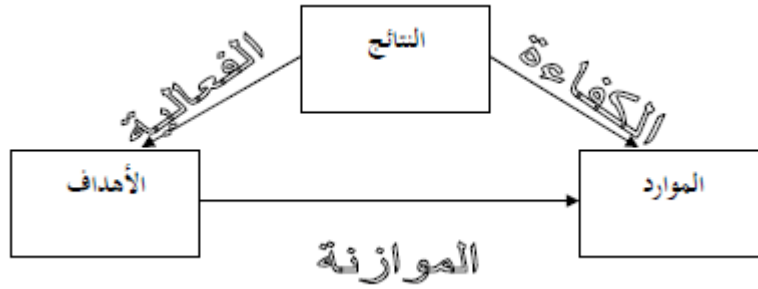 النتائج
الكفاءة
الفعالية
الموارد
الأهداف
الموازنة